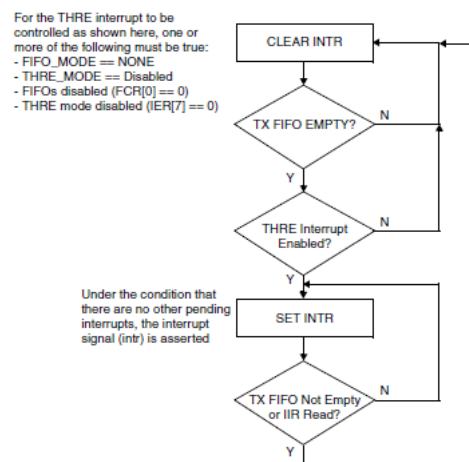 For the THRE interrupt to be
controlled as shown here, one or
more of the following must be true:
- FIFO_MODE == NONE
- THRE_MODE == Disabled
- FIFOs disabled (FCR[0] == 0)
- THRE mode disabled (IER[7] == 0)
CLEAR INTR
TX FIFO EMPTY?
N
Y
THRE Interrupt
Enabled?
N
Y
Under the condition that
there are no other pending
interrupts, the interrupt
signal (intr) is asserted
SET INTR
TX FIFO Not Empty
or IIR Read?
N
Y